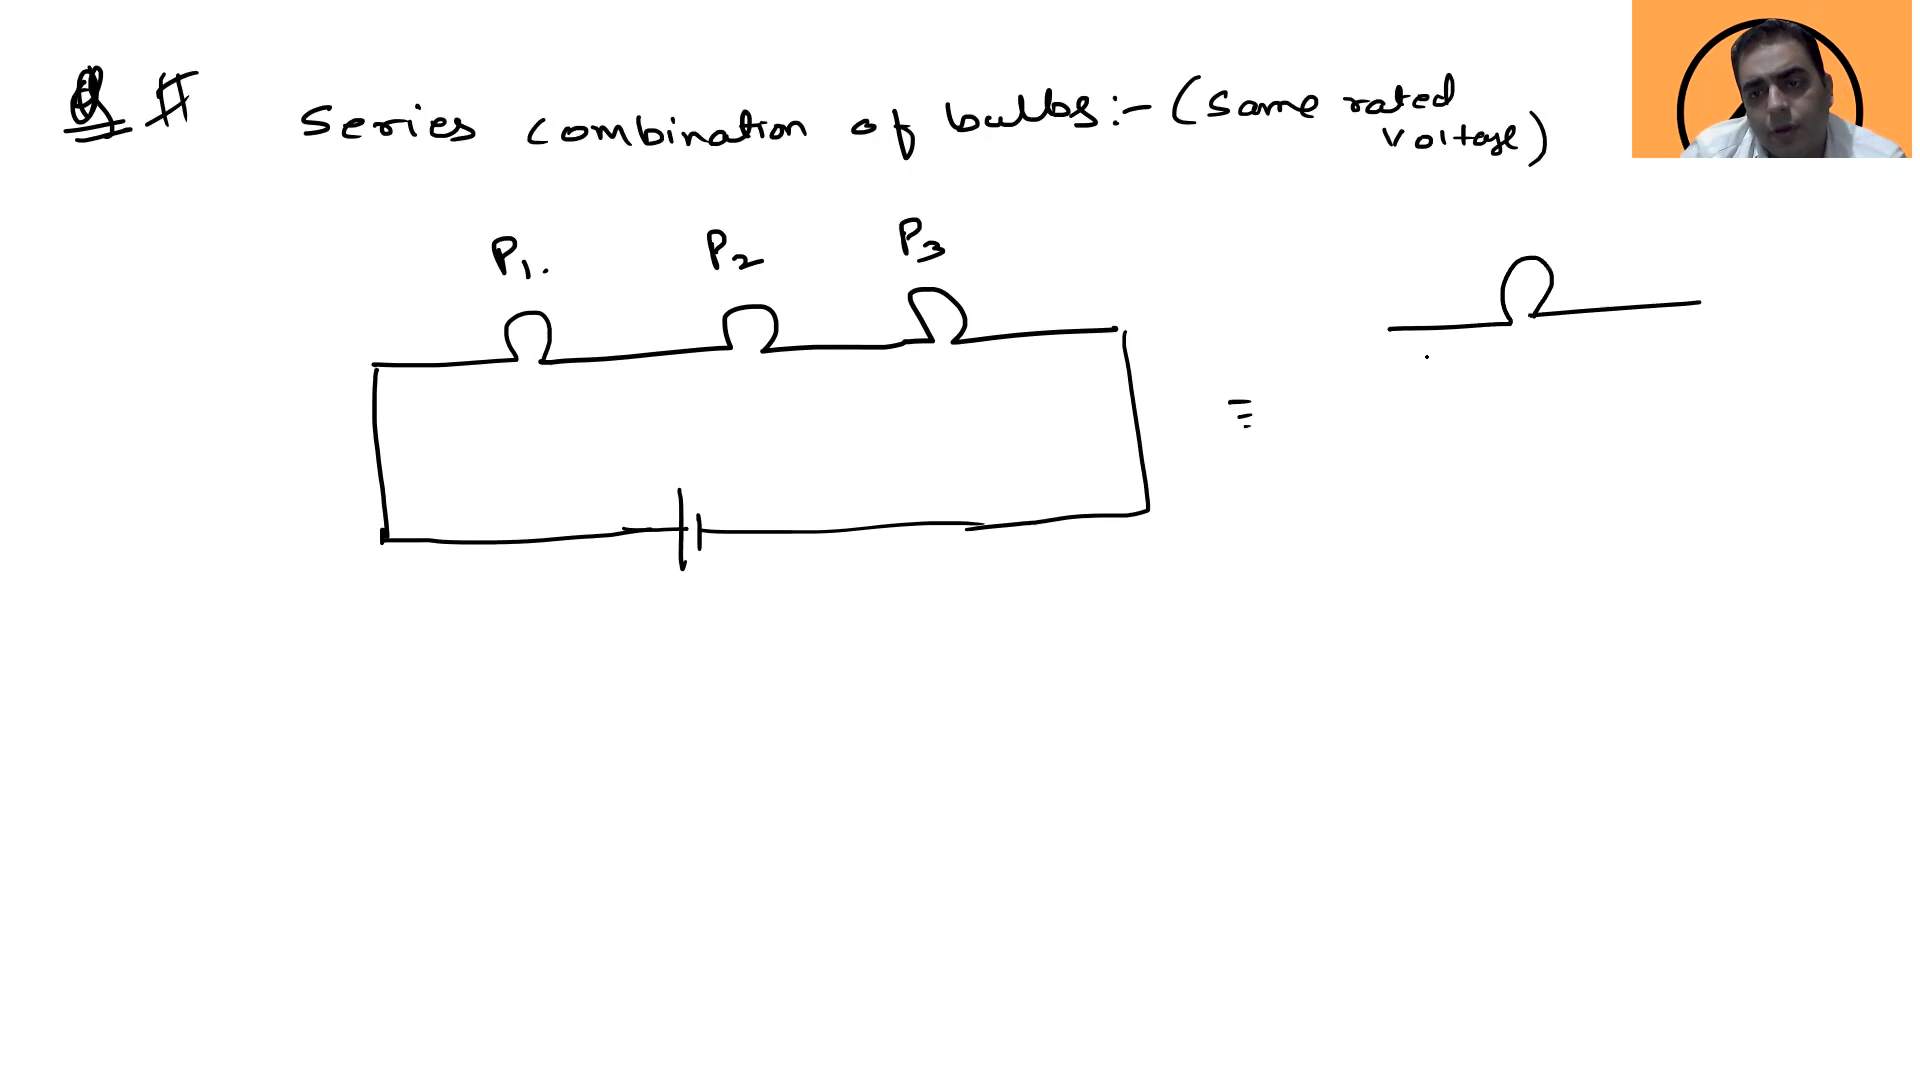 Q #
Series combination of bulbs:- (Same rated
voltage)
P1. P2 P3
≡